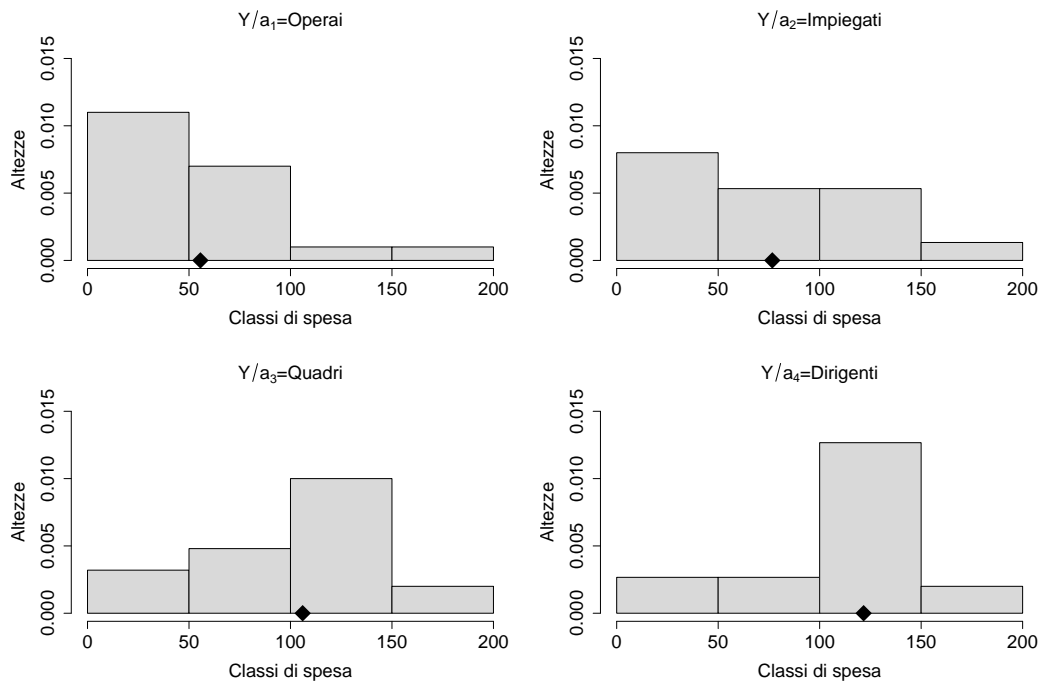 Y/a₁=Operai
Altezze
0.000 0.005 0.010 0.015
0 50 100 150 200
Classi di spesa
Y/a₂=Impiegati
Altezze
0.000 0.005 0.010 0.015
0 50 100 150 200
Classi di spesa
Y/a₃=Quadri
Altezze
0.000 0.005 0.010 0.015
0 50 100 150 200
Classi di spesa
Y/a₄=Dirigenti
Altezze
0.000 0.005 0.010 0.015
0 50 100 150 200
Classi di spesa